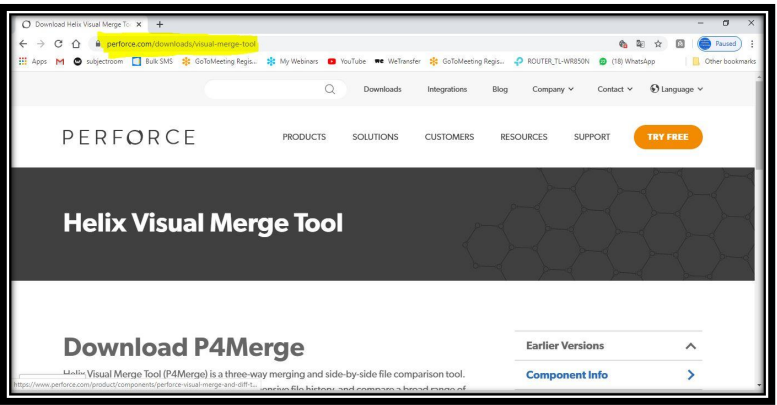 Download Helix Visual Merge To
perforce.com/downloads/visual-merge-tool
Paused
Apps
subjectroom
Bulk SMS
GoToMeeting Regis...
My Webinars
YouTube
WeTransfer
GoToMeeting Regis...
ROUTER_TL-WR850N
(18) WhatsApp
Other bookmarks
Downloads
Integrations
Blog
Company
Contact
Language
PERFORCE
PRODUCTS
SOLUTIONS
CUSTOMERS
RESOURCES
SUPPORT
TRY FREE
Helix Visual Merge Tool
Download P4Merge
Earlier Versions
Helix Visual Merge Tool (P4Merge) is a three-way merging and side-by-side file comparison tool.
Component Info
https://www.perforce.com/product/components/perforce-visual-merge-and-diff-t...
file history, and compare a broad range of